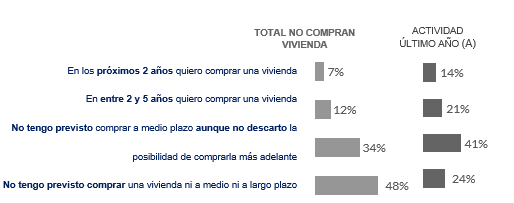 TOTAL NO COMPRAN
VIVIENDA
ACTIVIDAD
ÚLTIMO AÑO (A)
En los próximos 2 años quiero comprar una vivienda
7%
14%
En entre 2 y 5 años quiero comprar una vivienda
12%
21%
No tengo previsto comprar a medio plazo aunque no descarto la
posibilidad de comprarla más adelante
34%
41%
No tengo previsto comprar una vivienda ni a medio ni a largo plazo
48%
24%